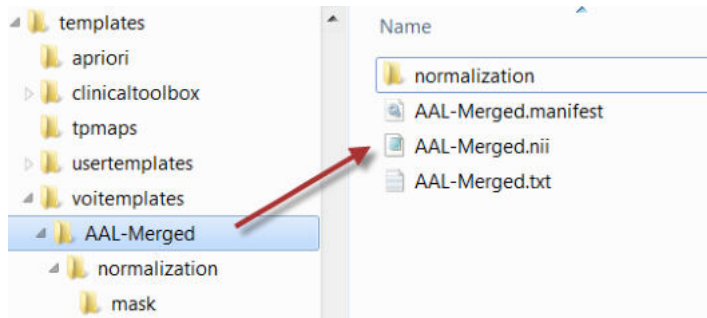 templates
apriori
clinicaltoolbox
tpmaps
usertemplates
voitemplates
AAL-Merged
normalization
mask
Name
normalization
AAL-Merged.manifest
AAL-Merged.nii
AAL-Merged.txt